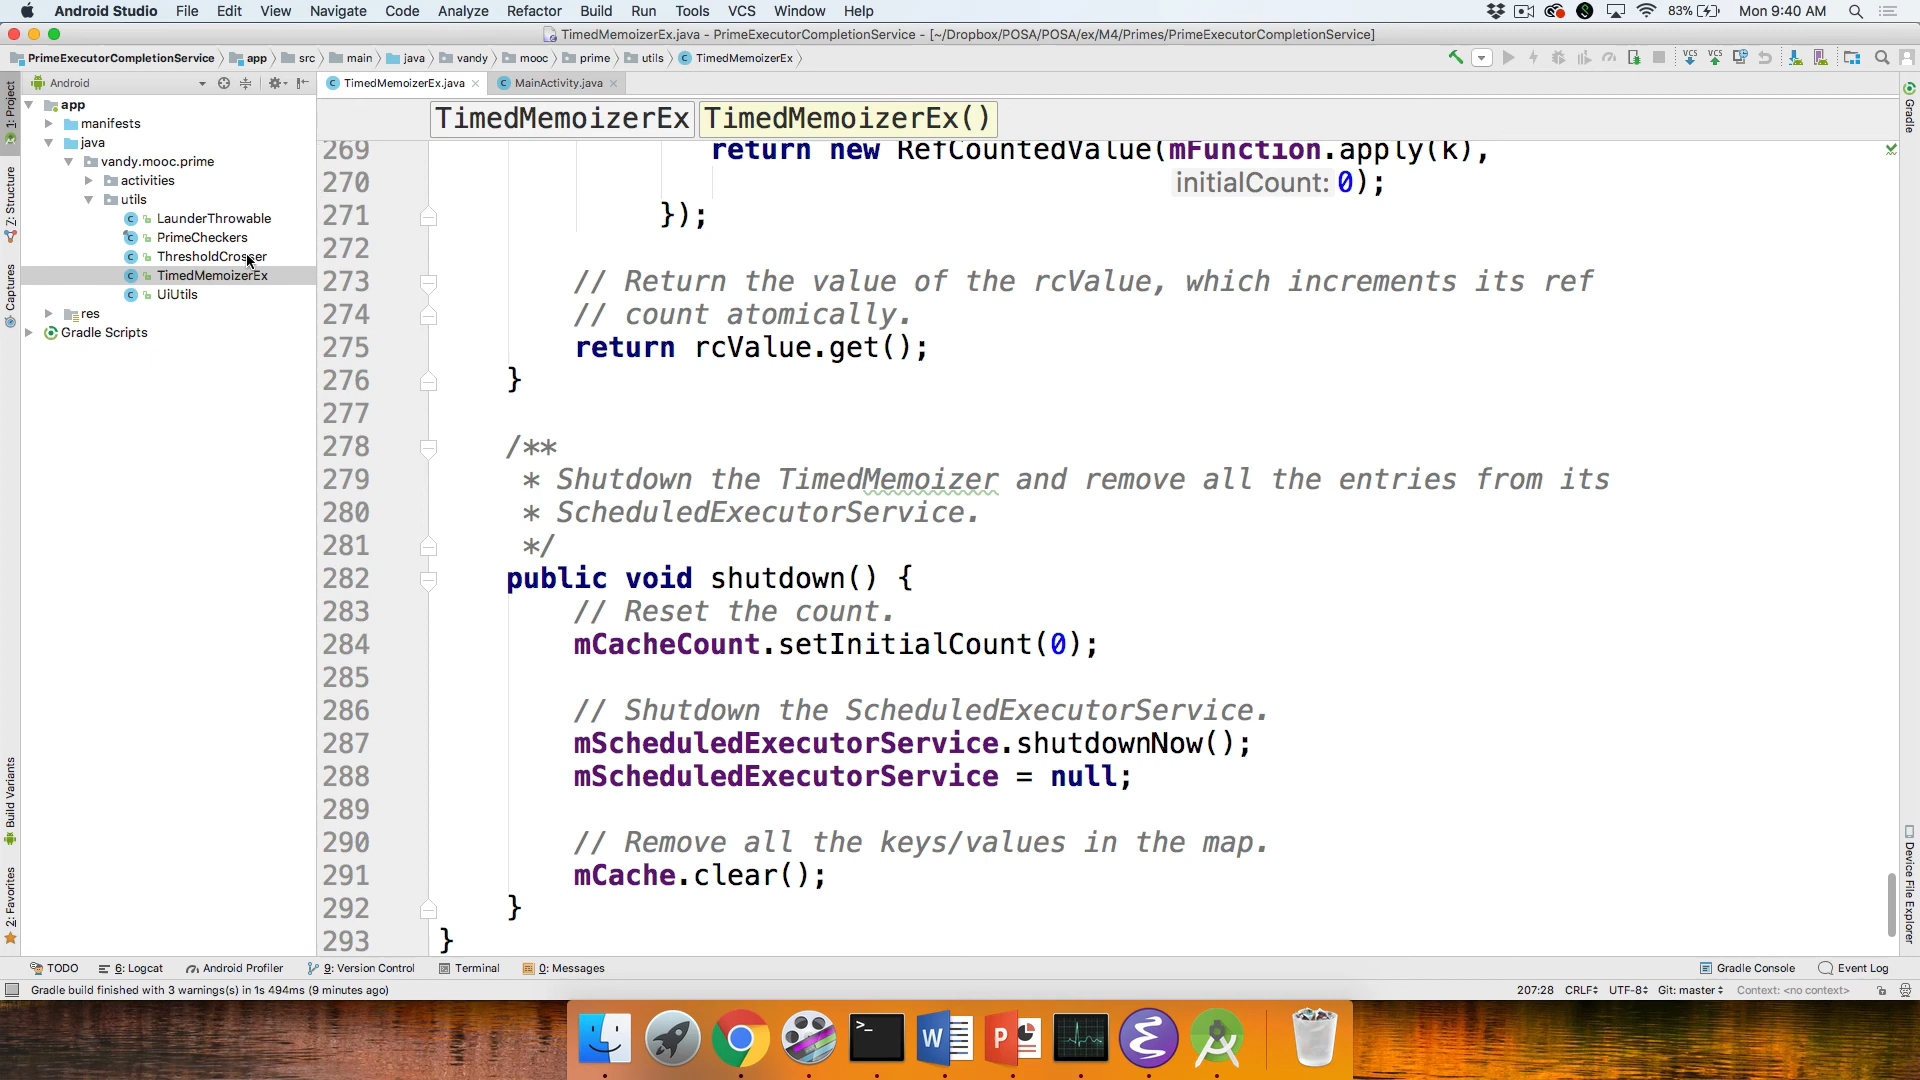 Android Studio File Edit View Navigate Code Analyze Refactor Build Run Tools VCS Window Help
83% Mon 9:40 AM
TimedMemoizerEx.java - PrimeExecutorCompletionService - [~/Dropbox/POSA/POSA/ex/M4/Primes/PrimeExecutorCompletionService]
PrimeExecutorCompletionService app src main java vandy mooc prime utils TimedMemoizerEx
Android
TimedMemoizerEx.java MainActivity.java
TimedMemoizerEx TimedMemoizerEx()
1: Project
Z: Structure
Captures
Build Variants
2: Favorites
app
manifests
java
vandy.mooc.prime
activities
utils
LaunderThrowable
PrimeCheckers
ThresholdCrosser
TimedMemoizerEx
UiUtils
res
Gradle Scripts
269 return new RefCountedValue(mFunction.apply(k),
270 initialCount: 0);
271 });
272
273 // Return the value of the rcValue, which increments its ref
274 // count atomically.
275 return rcValue.get();
276 }
277
278 /**
279 * Shutdown the TimedMemoizer and remove all the entries from its
280 * ScheduledExecutorService.
281 */
282 public void shutdown() {
283 // Reset the count.
284 mCacheCount.setInitialCount(0);
285
286 // Shutdown the ScheduledExecutorService.
287 mScheduledExecutorService.shutdownNow();
288 mScheduledExecutorService = null;
289
290 // Remove all the keys/values in the map.
291 mCache.clear();
292 }
293 }
Gradle
Device File Explorer
TODO 6: Logcat Android Profiler 9: Version Control Terminal 0: Messages Gradle Console Event Log
Gradle build finished with 3 warnings(s) in 1s 494ms (9 minutes ago) 207:28 CRLF UTF-8 Git: master Context: <no context>